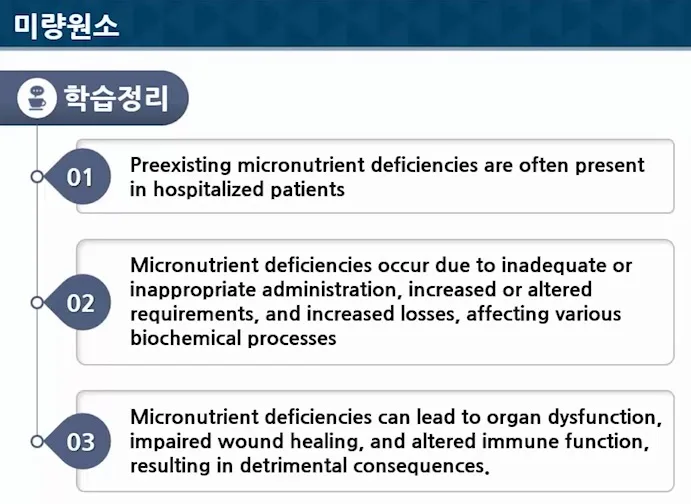 미량원소
학습정리
01
Preexisting micronutrient deficiencies are often present
in hospitalized patients
02
Micronutrient deficiencies occur due to inadequate or
inappropriate administration, increased or altered
requirements, and increased losses, affecting various
biochemical processes
03
Micronutrient deficiencies can lead to organ dysfunction,
impaired wound healing, and altered immune function,
resulting in detrimental consequences.